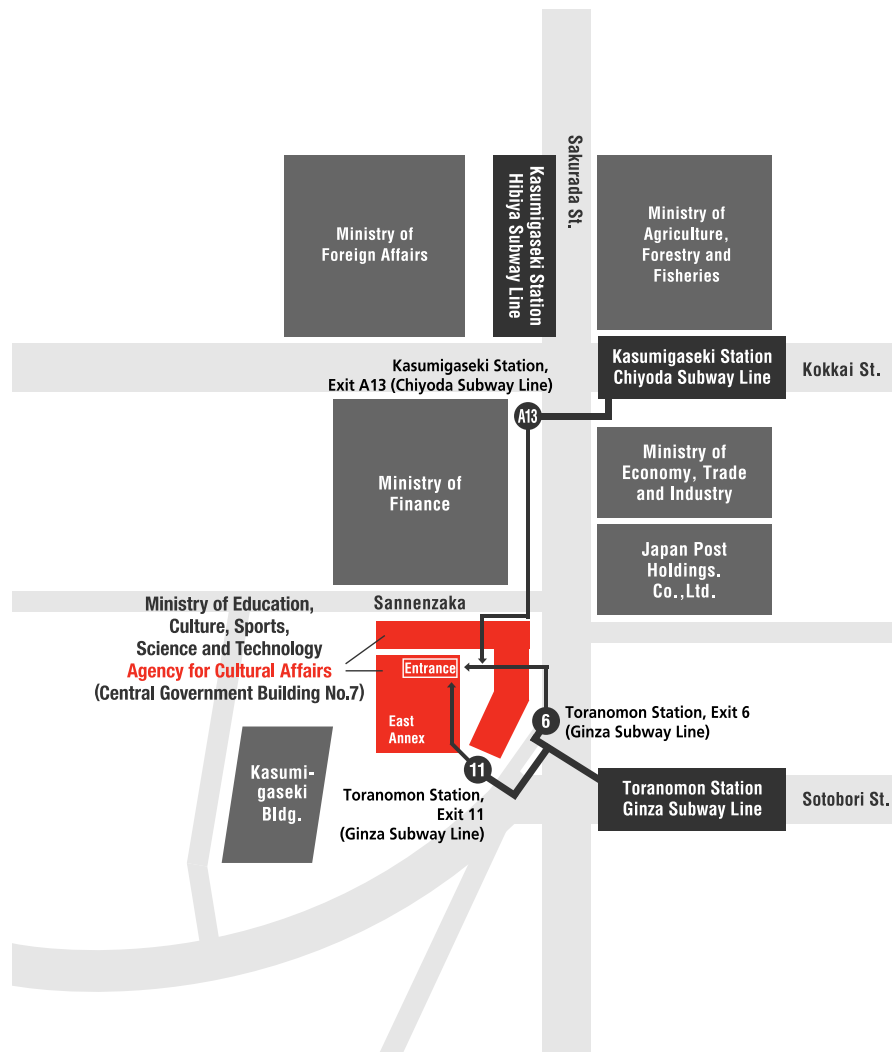 Sakurada St.
Ministry of
Foreign Affairs
Kasumigaseki Station
Hibiya Subway Line
Ministry of
Agriculture,
Forestry and
Fisheries
Kasumigaseki Station,
Exit A13 (Chiyoda Subway Line)
Kasumigaseki Station
Chiyoda Subway Line
Kokkai St.
A13
Ministry of
Finance
Ministry of
Economy, Trade
and Industry
Japan Post
Holdings.
Co.,Ltd.
Sannenzaka
Ministry of Education,
Culture, Sports,
Science and Technology
Agency for Cultural Affairs
(Central Government Building No.7)
Entrance
East
Annex
6
Toranomon Station, Exit 6
(Ginza Subway Line)
Kasumi-
gaseki
Bldg.
11
Toranomon Station,
Exit 11
(Ginza Subway Line)
Toranomon Station
Ginza Subway Line
Sotobori St.